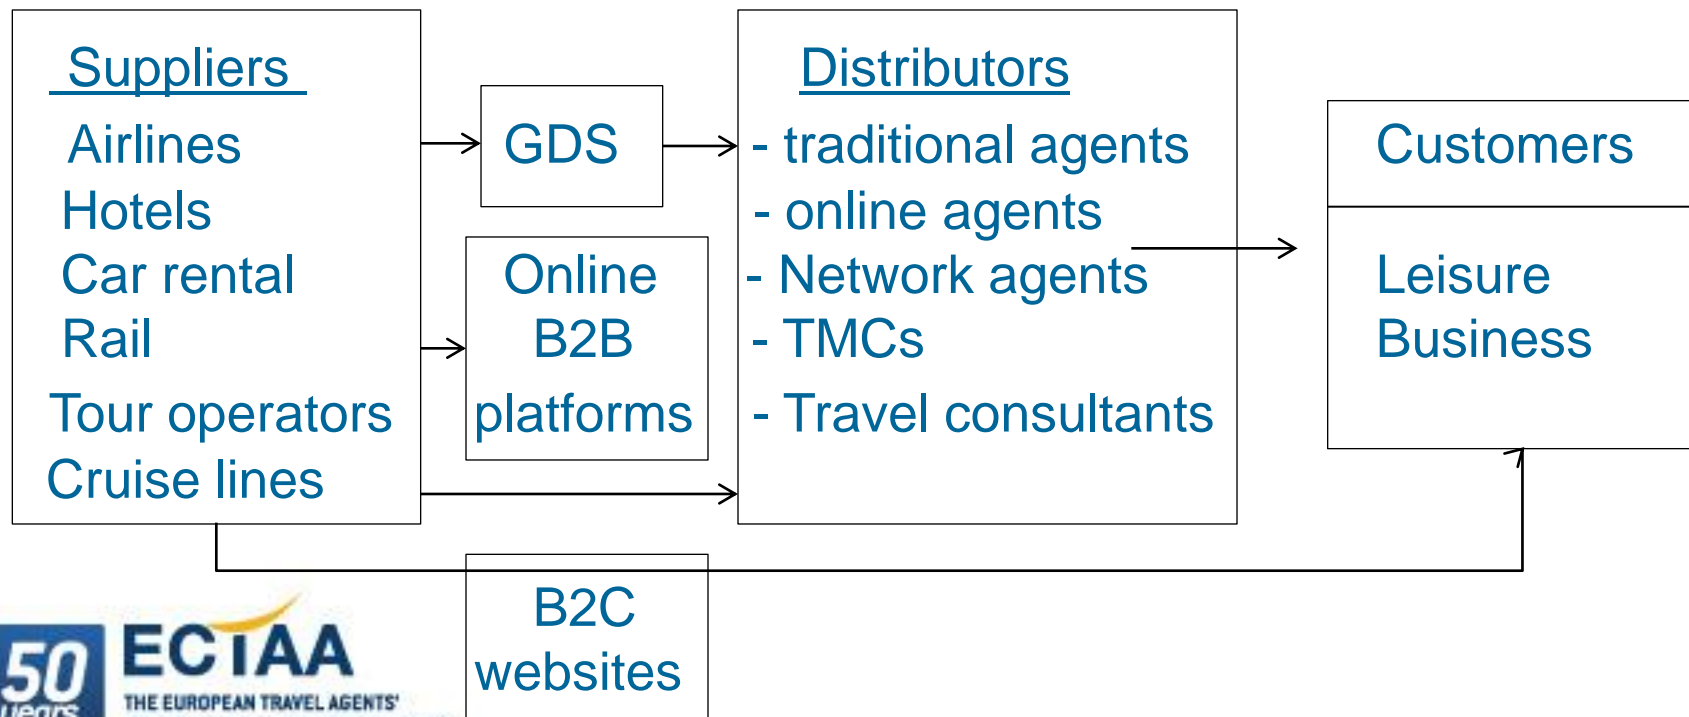 Suppliers
Airlines
Hotels
Car rental
Rail
Tour operators
Cruise lines
GDS
Online
B2B
platforms
B2C
websites
Distributors
- traditional agents
- online agents
- Network agents
- TMCs
- Travel consultants
Customers
Leisure
Business
50
years
ECTAA
THE EUROPEAN TRAVEL AGENTS'